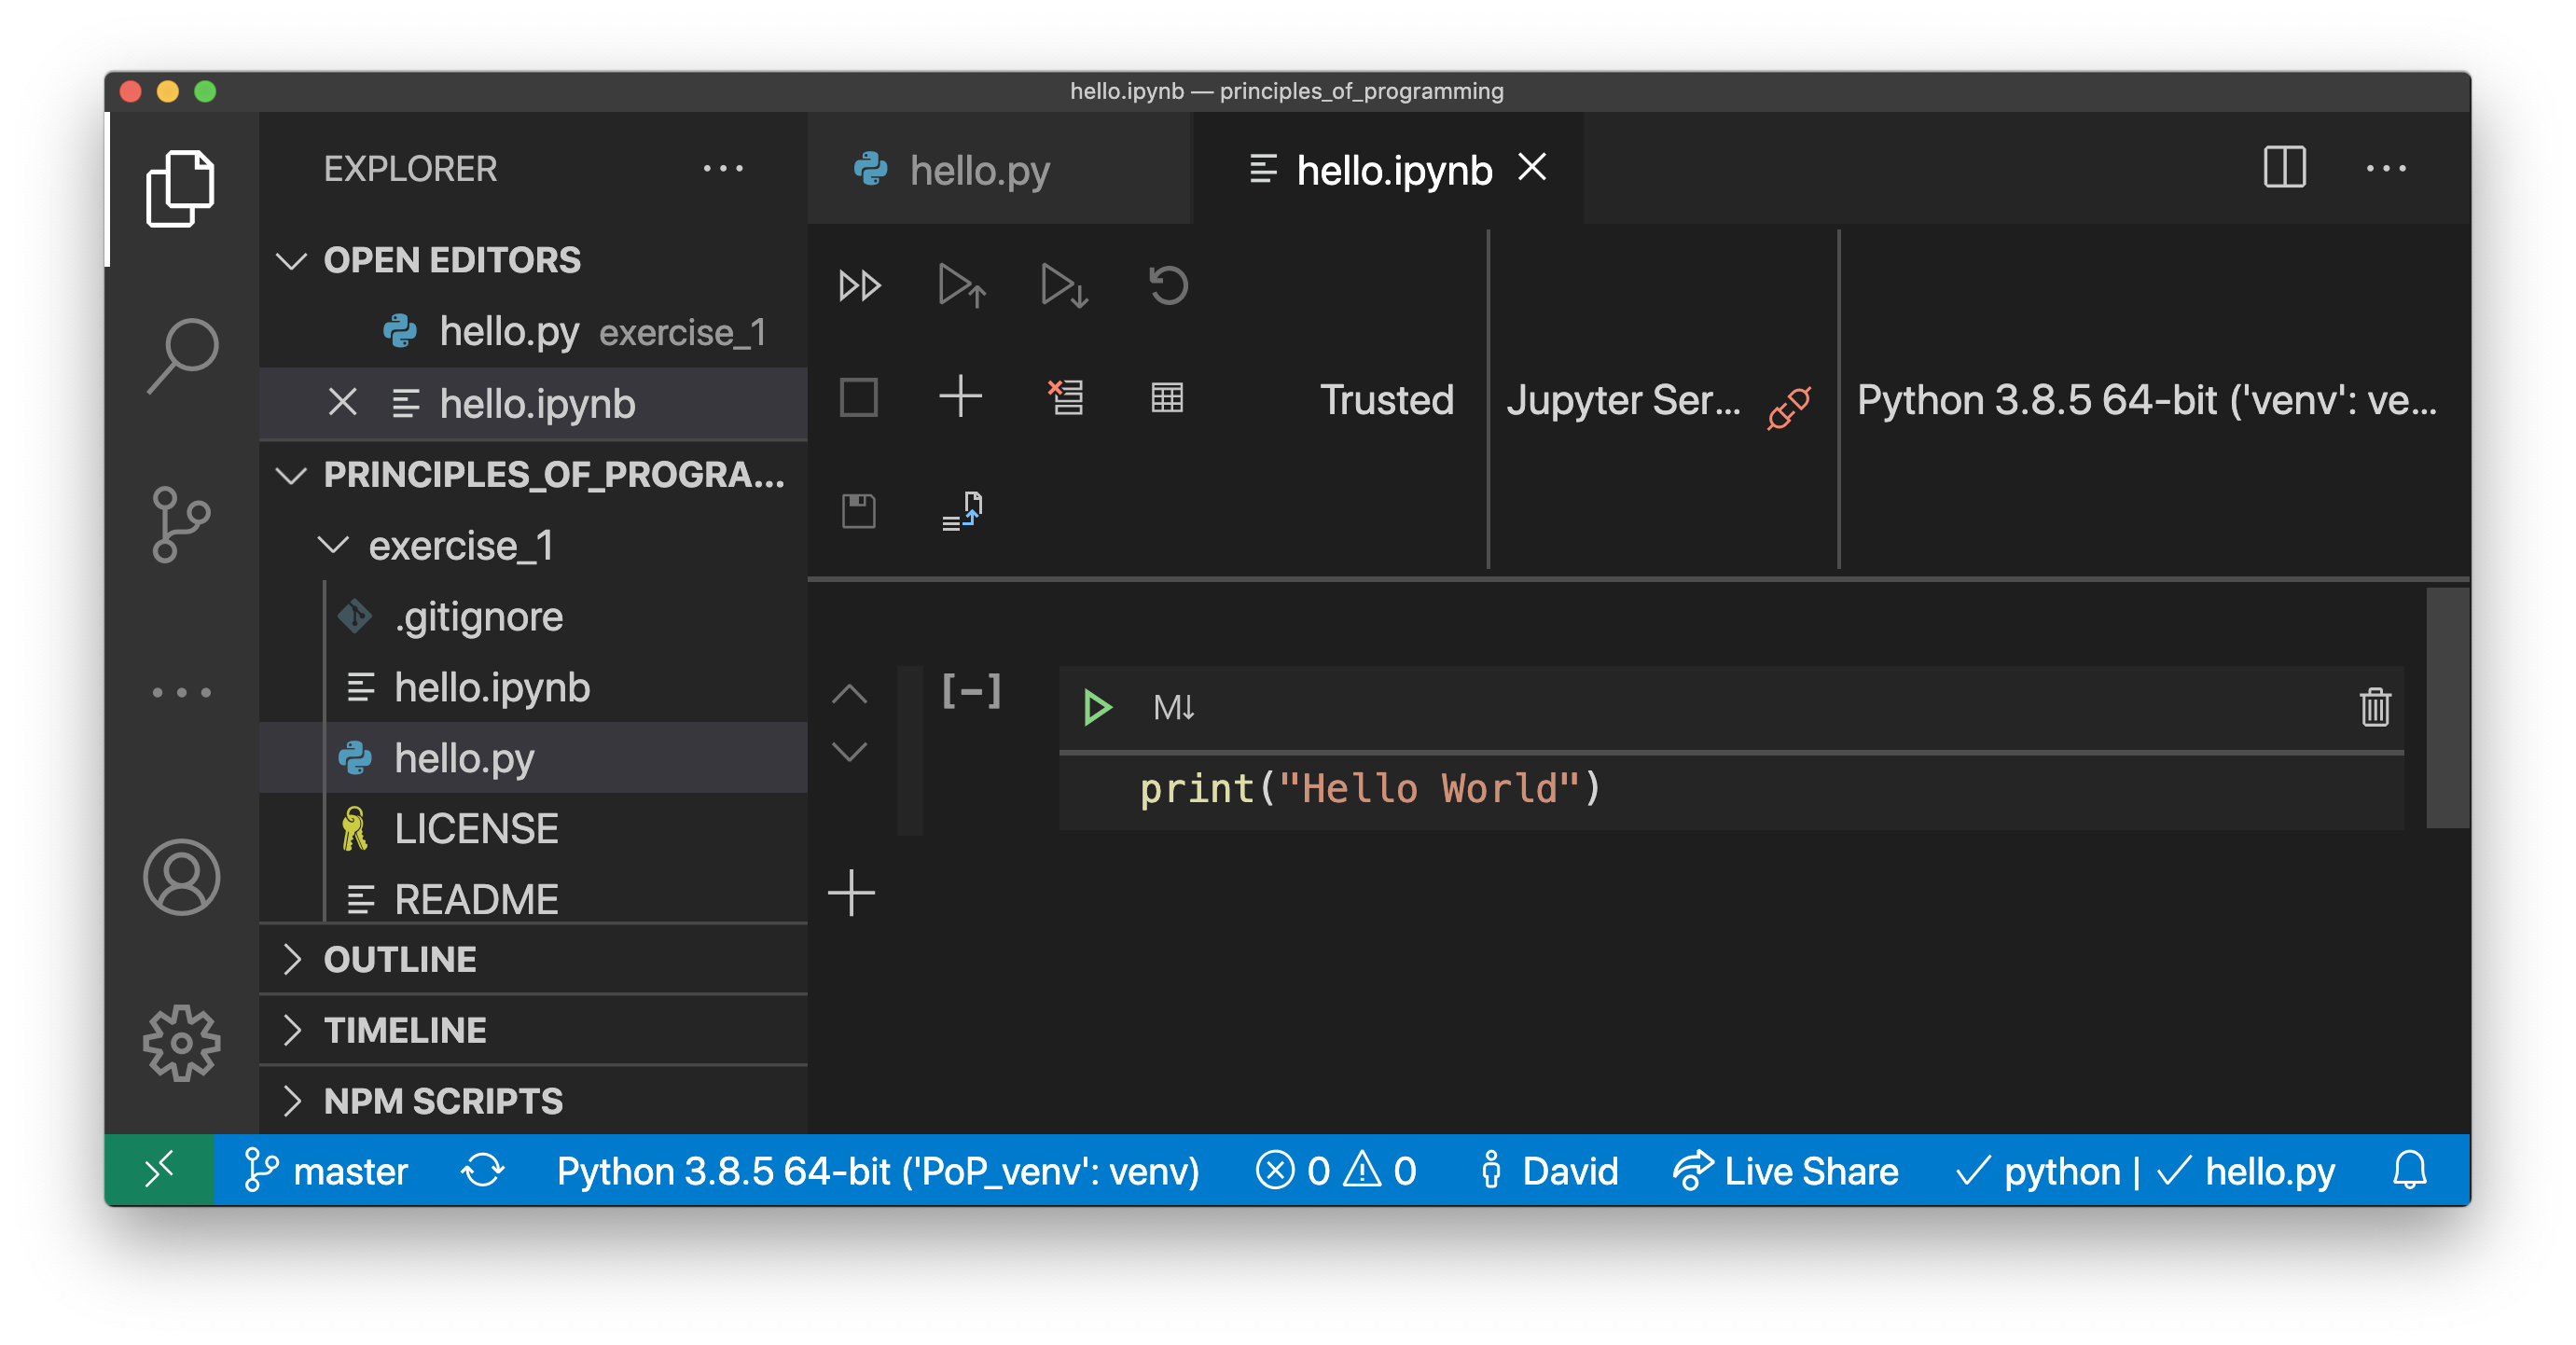 hello.ipynb — principles_of_programming
EXPLORER
OPEN EDITORS
hello.py exercise_1
hello.ipynb
PRINCIPLES_OF_PROGRA...
exercise_1
.gitignore
hello.ipynb
hello.py
LICENSE
README
OUTLINE
TIMELINE
NPM SCRIPTS
hello.py
hello.ipynb
Trusted
Jupyter Ser...
Python 3.8.5 64-bit ('venv': ve...
[-]
M↓
print("Hello World")
master
Python 3.8.5 64-bit ('PoP_venv': venv)
0
0
David
Live Share
python |
hello.py